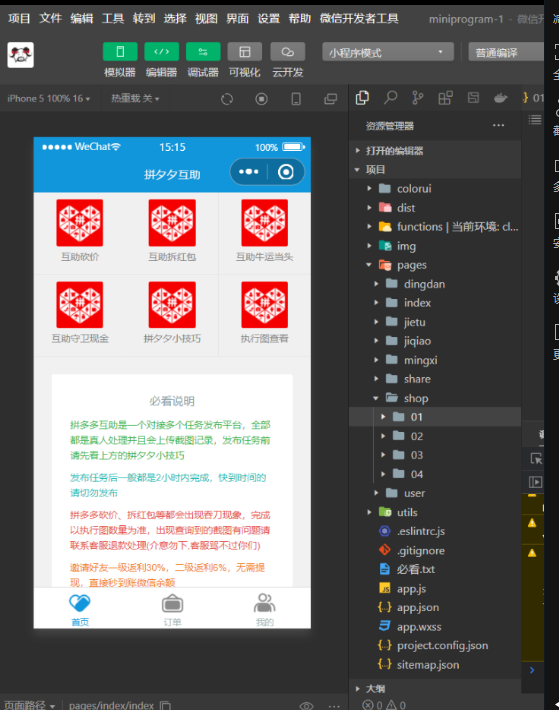 项目 文件 编辑 工具 转到 选择 视图 界面 设置 帮助 微信开发者工具 miniprogram-1 - 微信开
模拟器 编辑器 调试器 可视化 云开发
小程序模式 普通编译
iPhone 5 100% 16 热重载 关
WeChat 15:15 100%
拼夕夕互助
互助砍价 互助拆红包 互助牛运当头
互助守卫现金 拼夕夕小技巧 执行图查看
必看说明
拼多多互助是一个对接多个任务发布平台，全部
都是真人处理并且会上传截图记录，发布任务前
请先看上方的拼夕夕小技巧
发布任务后一般都是2小时内完成，快到时间的
请切勿发布
拼多多砍价、拆红包等都会出现吞刀现象，完成
以执行图数量为准，出现查询到的截图有问题请
联系客服退款处理(介意勿下,客服骂不过你们)
邀请好友一级返利30%，二级返利6%，无需提
现，直接秒到账微信余额
首页 订单 我的
页面路径 pages/index/index
资源管理器
打开的编辑器
项目
colorui
dist
functions | 当前环境: cl...
img
pages
dingdan
index
jietu
jiqiao
mingxi
share
shop
01
02
03
04
user
utils
.eslintrc.js
.gitignore
必看.txt
app.js
app.json
app.wxss
project.config.json
sitemap.json
大纲
0 0
01